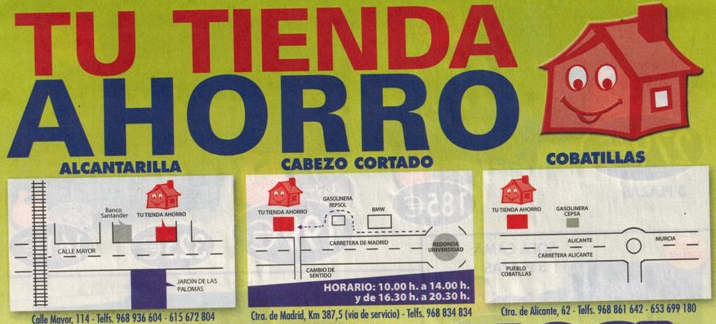 TU TIENDA
AHORRO
ALCANTARILLA
Banco
Santander
TU TIENDA AHORRO
CALLE MAYOR
JARDÍN DE LAS
PALOMAS
Calle Mayor, 114 - Telfs. 968 936 604 - 615 672 804
CABEZO CORTADO
TU TIENDA AHORRO
GASOLINERA
REPSOL
BMW
CARRETERA DE MADRID
REDONDA
UNIVERSIDAD
CAMBIO DE
SENTIDO
HORARIO: 10.00 h. a 14.00 h.
y de 16.30 h. a 20.30 h.
Ctra. de Madrid, Km 387,5 (vía de servicio) - Telfs. 968 834 834
COBATILLAS
TU TIENDA AHORRO
GASOLINERA
CEPSA
ALICANTE
MURCIA
CARRETERA ALICANTE
PUEBLO
COBATILLAS
Ctra. de Alicante, 62 - Telfs. 968 861 642 - 653 699 180